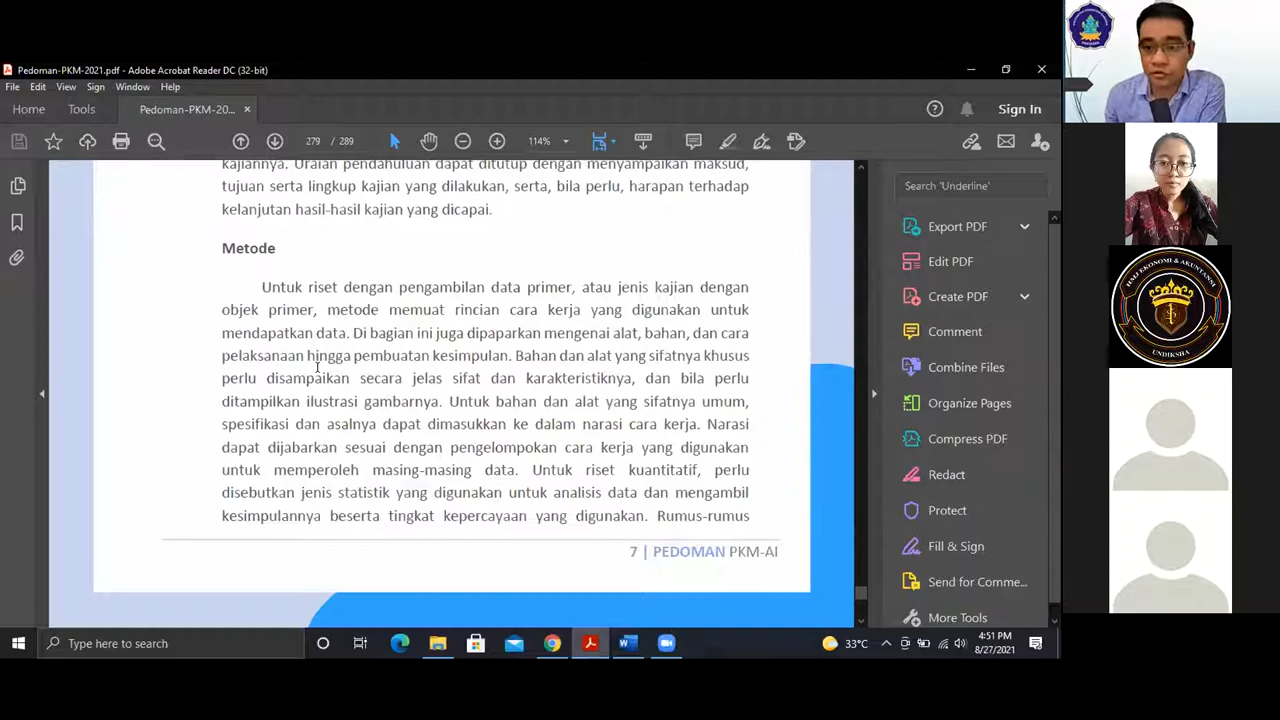 Pedoman-PKM-2021.pdf - Adobe Acrobat Reader DC (32-bit)
File Edit View Sign Window Help
Home Tools Pedoman-PKM-20... Sign In
279 / 289 114%
kajiannya. Uraian pendahuluan dapat ditutup dengan menyampaikan maksud,
tujuan serta lingkup kajian yang dilakukan, serta, bila perlu, harapan terhadap
kelanjutan hasil-hasil kajian yang dicapai.
Metode
Untuk riset dengan pengambilan data primer, atau jenis kajian dengan
objek primer, metode memuat rincian cara kerja yang digunakan untuk
mendapatkan data. Di bagian ini juga dipaparkan mengenai alat, bahan, dan cara
pelaksanaan hingga pembuatan kesimpulan. Bahan dan alat yang sifatnya khusus
perlu disampaikan secara jelas sifat dan karakteristiknya, dan bila perlu
ditampilkan ilustrasi gambarnya. Untuk bahan dan alat yang sifatnya umum,
spesifikasi dan asalnya dapat dimasukkan ke dalam narasi cara kerja. Narasi
dapat dijabarkan sesuai dengan pengelompokan cara kerja yang digunakan
untuk memperoleh masing-masing data. Untuk riset kuantitatif, perlu
disebutkan jenis statistik yang digunakan untuk analisis data dan mengambil
kesimpulannya beserta tingkat kepercayaan yang digunakan. Rumus-rumus
7 | PEDOMAN PKM-AI
Search 'Underline'
Export PDF
Edit PDF
Create PDF
Comment
Combine Files
Organize Pages
Compress PDF
Redact
Protect
Fill & Sign
Send for Comme...
More Tools
HMJ EKONOMI & AKUNTANSI
UNDIKSHA
Type here to search
33°C
4:51 PM
8/27/2021